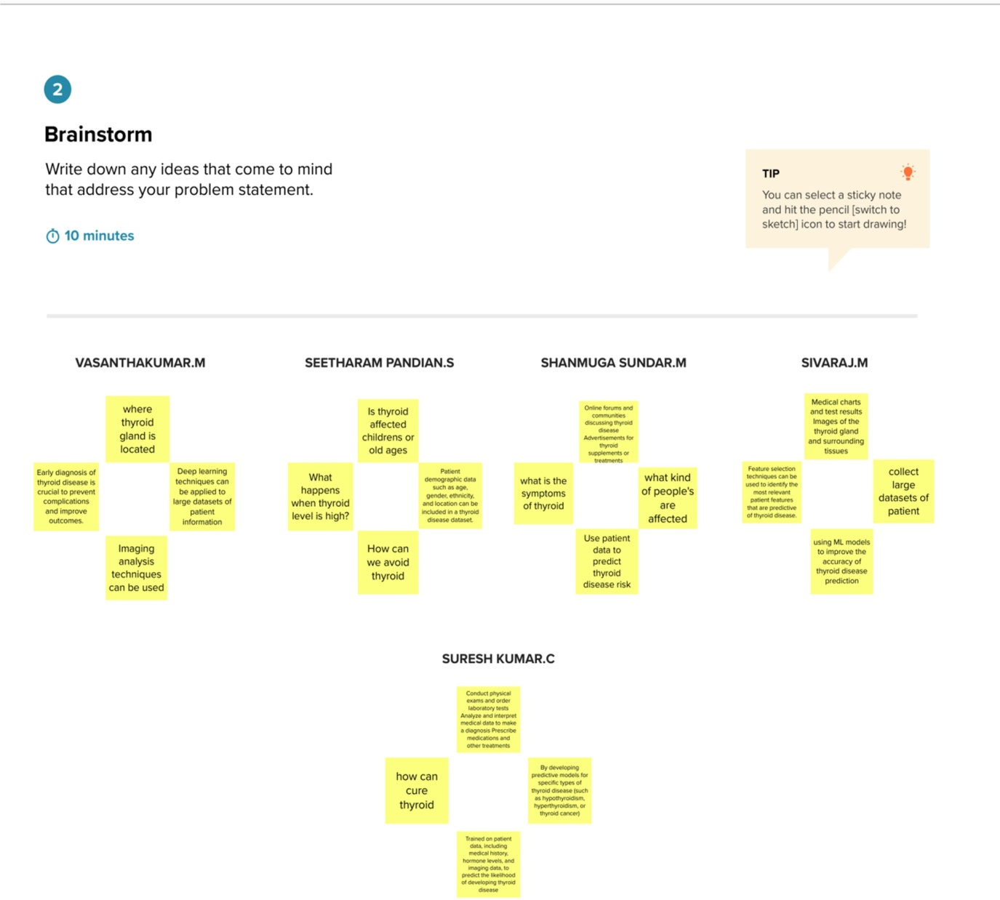 2
Brainstorm
Write down any ideas that come to mind
that address your problem statement.
10 minutes
TIP
You can select a sticky note
and hit the pencil [switch to
sketch] icon to start drawing!
VASANTHAKUMAR.M
where
thyroid
gland is
located
Early diagnosis of
thyroid disease is
crucial to prevent
complications
and improve
outcomes.
Deep learning
techniques can
be applied to
large datasets of
patient
information
Imaging
analysis
techniques
can be used
SEETHARAM PANDIAN.S
Is thyroid
affected
childrens or
old ages
What
happens
when thyroid
level is high?
Patient
demographic data
such as age,
gender, ethnicity,
and location can be
included in a thyroid
disease dataset.
How can
we avoid
thyroid
SHANMUGA SUNDAR.M
Online forums and
communities
discussing thyroid
disease
Advertisements for
thyroid
supplements or
treatments
what is the
symptoms
of thyroid
what kind
of people's
are
affected
Use patient
data to
predict
thyroid
disease risk
SIVARAJ.M
Medical charts
and test results
Images of the
thyroid gland
and surrounding
tissues
Feature selection
techniques can be
used to identify the
most relevant
patient features
that are predictive
of thyroid disease.
collect
large
datasets of
patient
using ML models
to improve the
accuracy of
thyroid disease
prediction
SURESH KUMAR.C
Conduct physical
exams and order
laboratory tests
Analyze and interpret
medical data to make
a diagnosis Prescribe
medications and
other treatments
how can
cure
thyroid
By developing
predictive models for
specific types of
thyroid disease (such
as hypothyroidism,
hyperthyroidism, or
thyroid cancer)
Trained on patient
data, including
medical history,
hormone levels, and
imaging data, to
predict the likelihood
of developing thyroid
disease